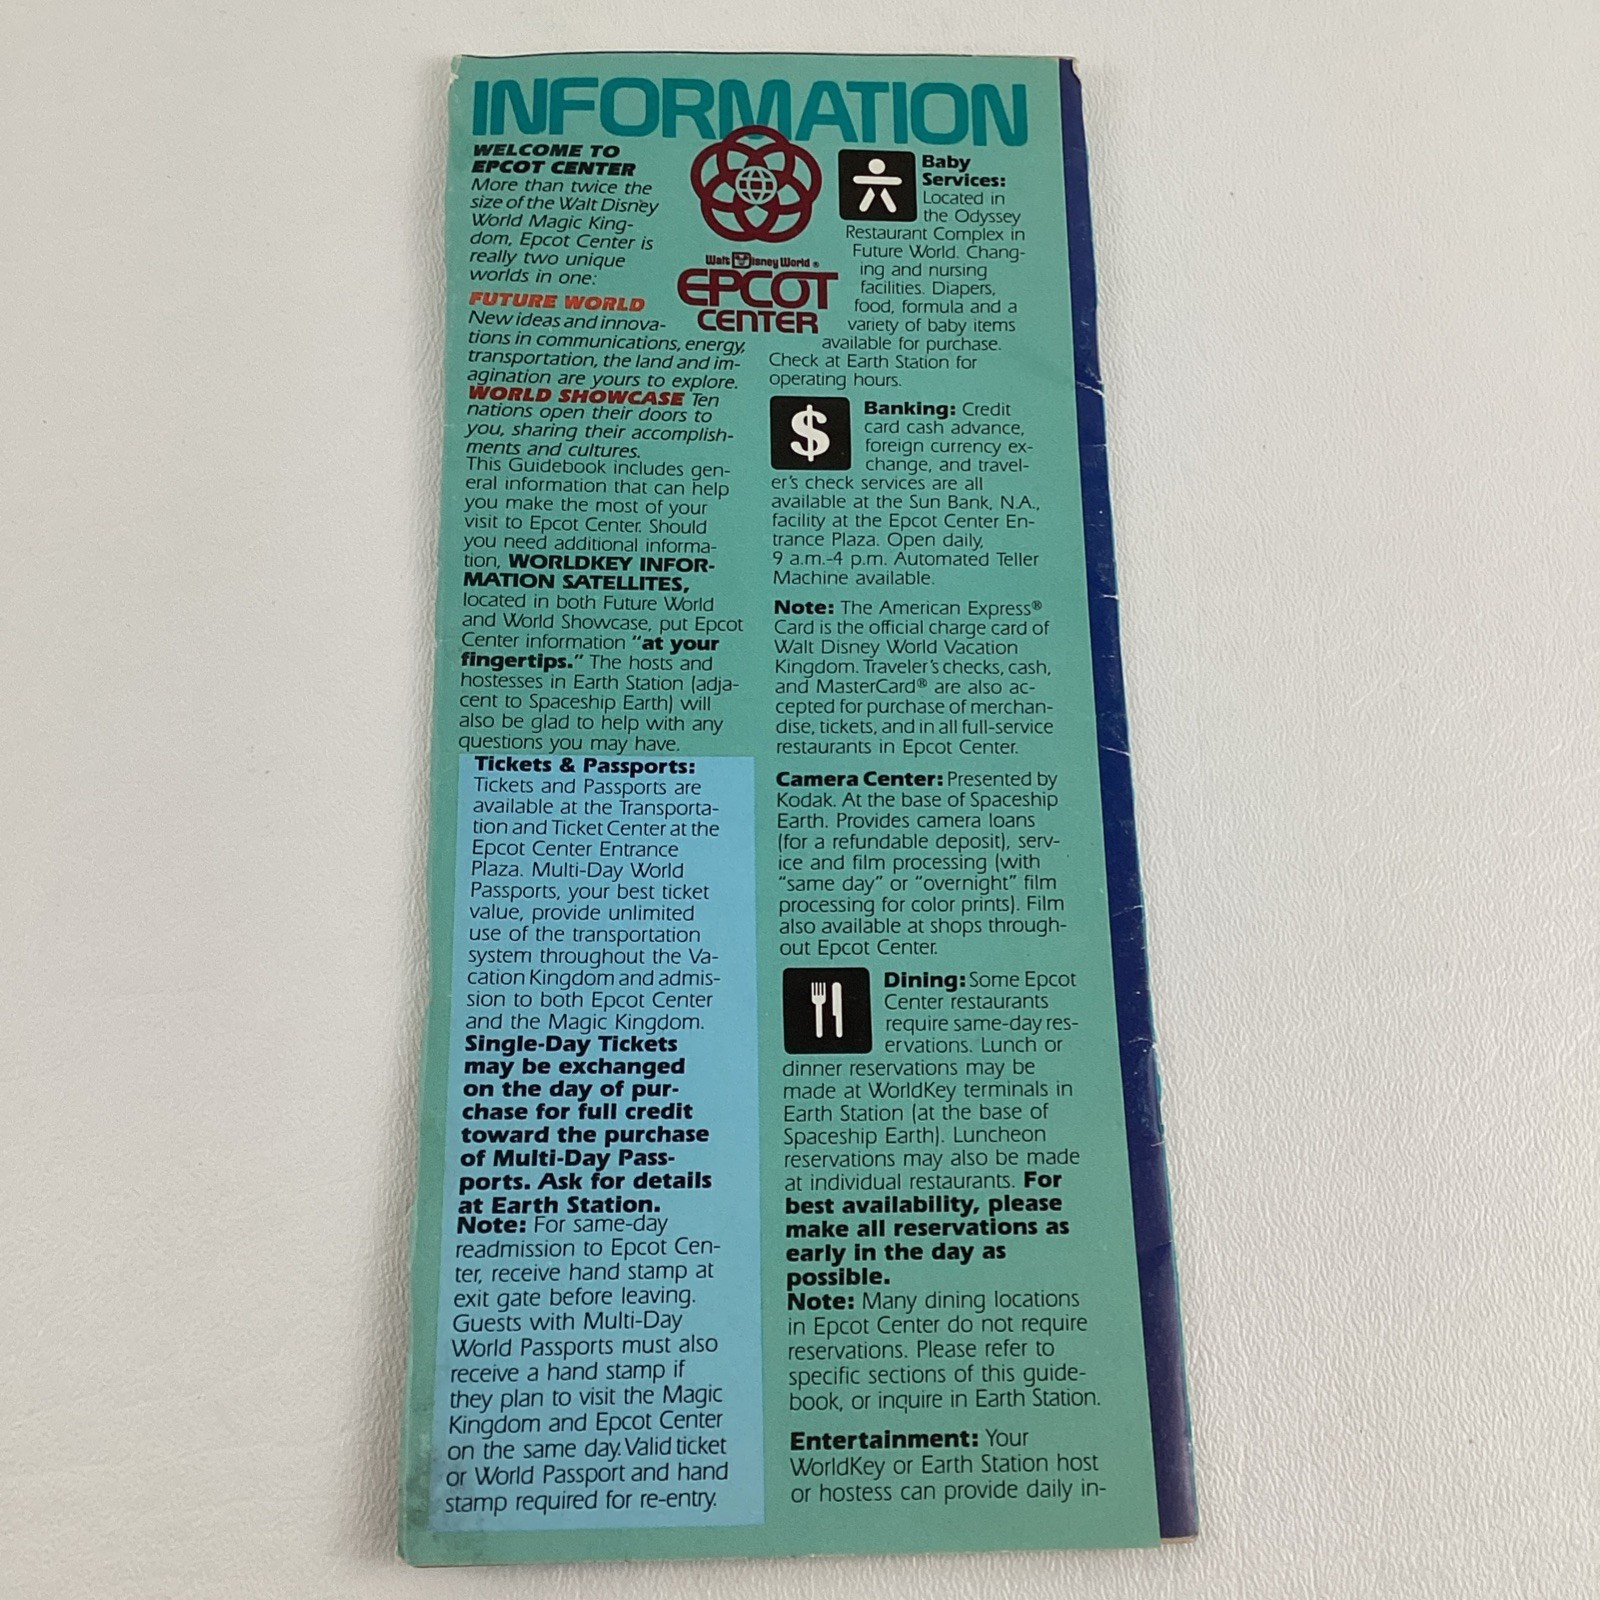 INFORMATION
WELCOME TO
EPCOT CENTER
More than twice the
size of the Walt Disney
World Magic King-
dom, Epcot Center is
really two unique
worlds in one:
FUTURE WORLD
New ideas and innova-
tions in communications, energy,
transportation, the land and im-
agination are yours to explore.
WORLD SHOWCASE Ten
nations open their doors to
you, sharing their accomplish-
ments and cultures.
This Guidebook includes gen-
eral information that can help
you make the most of your
visit to Epcot Center. Should
you need additional informa-
tion, WORLDKEY INFOR-
MATION SATELLITES,
located in both Future World
and World Showcase, put Epcot
Center information "at your
fingertips." The hosts and
hostesses in Earth Station (adja-
cent to Spaceship Earth) will
also be glad to help with any
questions you may have.
Tickets & Passports:
Tickets and Passports are
available at the Transporta-
tion and Ticket Center at the
Epcot Center Entrance
Plaza. Multi-Day World
Passports, your best ticket
value, provide unlimited
use of the transportation
system throughout the Va-
cation Kingdom and admis-
sion to both Epcot Center
and the Magic Kingdom.
Single-Day Tickets
may be exchanged
on the day of pur-
chase for full credit
toward the purchase
of Multi-Day Pass-
ports. Ask for details
at Earth Station.
Note: For same-day
readmission to Epcot Cen-
ter, receive hand stamp at
exit gate before leaving.
Guests with Multi-Day
World Passports must also
receive a hand stamp if
they plan to visit the Magic
Kingdom and Epcot Center
on the same day. Valid ticket
or World Passport and hand
stamp required for re-entry.
Walt Disney World ®
EPCOT
CENTER
Baby
Services:
Located in
the Odyssey
Restaurant Complex in
Future World. Chang-
ing and nursing
facilities. Diapers,
food, formula and a
variety of baby items
available for purchase.
Check at Earth Station for
operating hours.
$
Banking: Credit
card cash advance,
foreign currency ex-
change, and travel-
er's check services are all
available at the Sun Bank, N.A.,
facility at the Epcot Center En-
trance Plaza. Open daily,
9 a.m.-4 p.m. Automated Teller
Machine available.
Note: The American Express®
Card is the official charge card of
Walt Disney World Vacation
Kingdom. Traveler's checks, cash,
and MasterCard® are also ac-
cepted for purchase of merchan-
dise, tickets, and in all full-service
restaurants in Epcot Center.
Camera Center: Presented by
Kodak. At the base of Spaceship
Earth. Provides camera loans
(for a refundable deposit), serv-
ice and film processing (with
"same day" or "overnight" film
processing for color prints). Film
also available at shops through-
out Epcot Center.
Dining: Some Epcot
Center restaurants
require same-day res-
ervations. Lunch or
dinner reservations may be
made at WorldKey terminals in
Earth Station (at the base of
Spaceship Earth). Luncheon
reservations may also be made
at individual restaurants. For
best availability, please
make all reservations as
early in the day as
possible.
Note: Many dining locations
in Epcot Center do not require
reservations. Please refer to
specific sections of this guide-
book, or inquire in Earth Station.
Entertainment: Your
WorldKey or Earth Station host
or hostess can provide daily in-